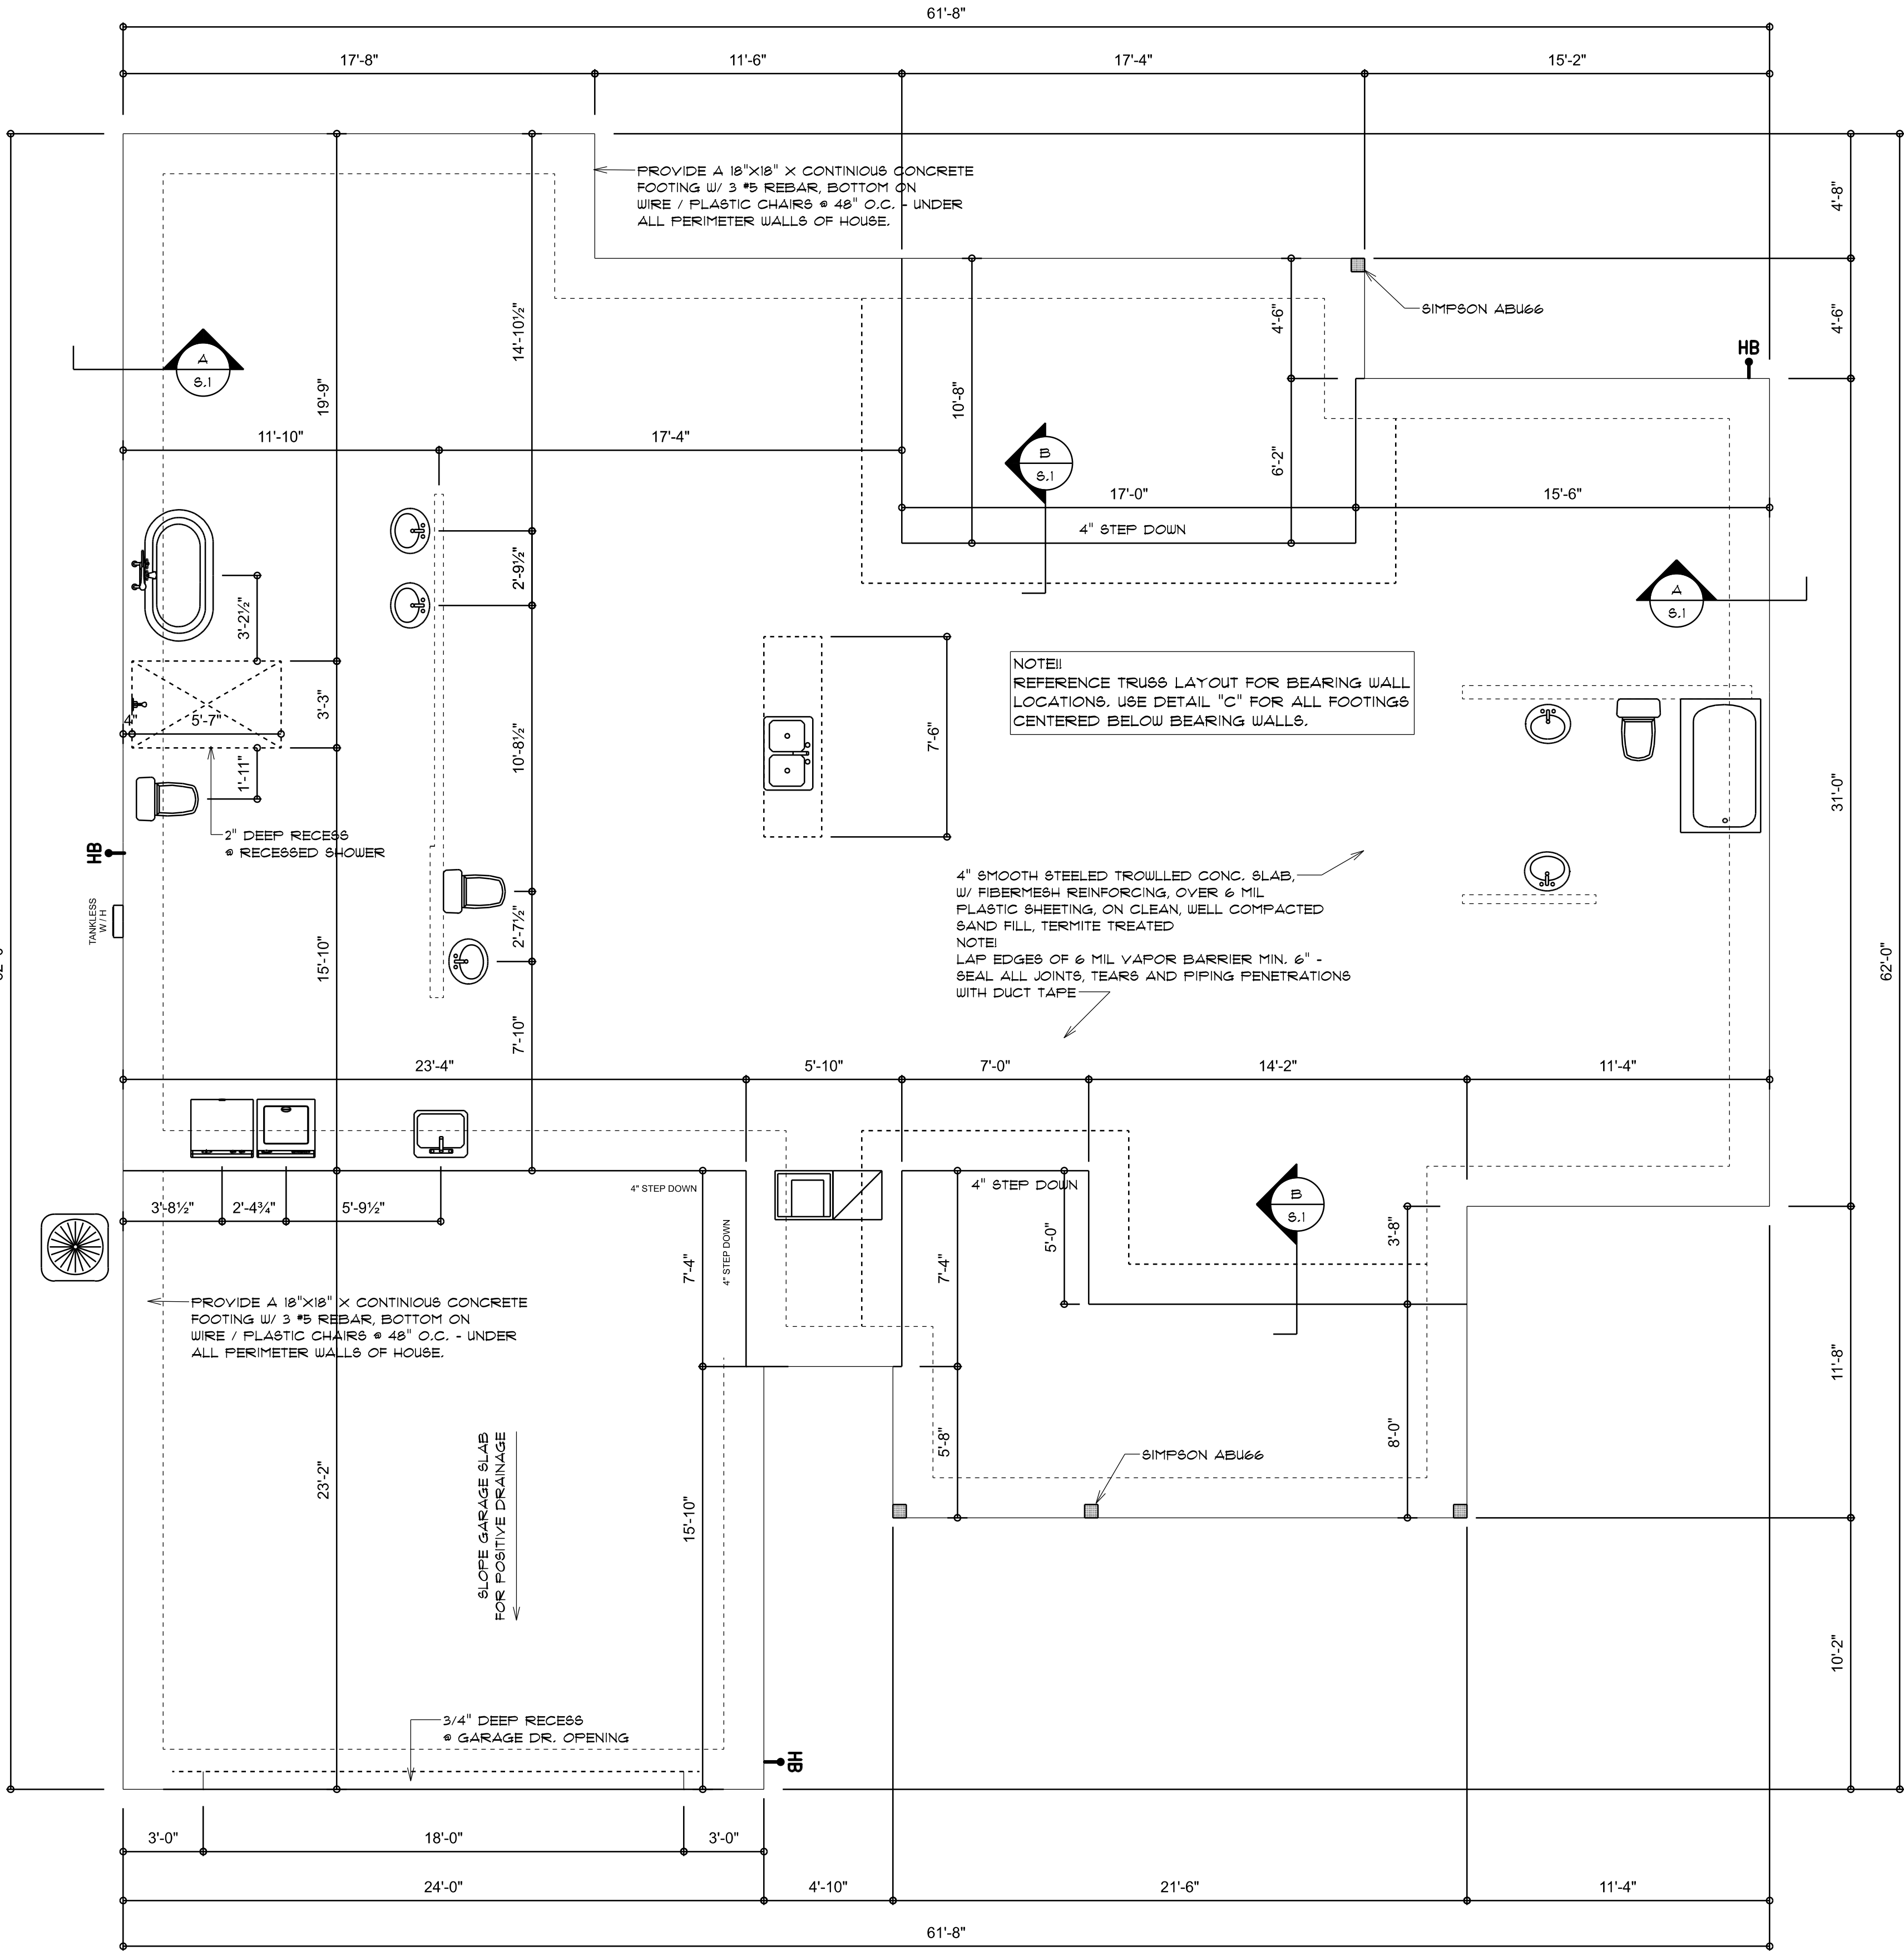 61'-8"
17'-8"
11'-6"
17'-4"
15'-2"
PROVIDE A 18"X18" X CONTINIOUS CONCRETE
FOOTING W/ 3 #5 REBAR, BOTTOM ON
WIRE / PLASTIC CHAIRS @ 48" O.C. - UNDER
ALL PERIMETER WALLS OF HOUSE.
4'-8"
SIMPSON ABU66
4'-6"
4'-6"
14'-10½"
HB
A
S.1
19'-9"
10'-8"
11'-10"
17'-4"
B
S.1
6'-2"
17'-0"
15'-6"
4" STEP DOWN
2'-9½"
3'-2½"
A
S.1
NOTE!!
REFERENCE TRUSS LAYOUT FOR BEARING WALL
LOCATIONS. USE DETAIL "C" FOR ALL FOOTINGS
CENTERED BELOW BEARING WALLS.
3'-3"
4"
5'-7"
7'-6"
10'-8½"
1'-11"
31'-0"
2" DEEP RECESS
@ RECESSED SHOWER
HB
TANKLESS
W / H
4" SMOOTH STEELED TROWLLED CONC. SLAB,
W/ FIBERMESH REINFORCING, OVER 6 MIL
PLASTIC SHEETING, ON CLEAN, WELL COMPACTED
SAND FILL, TERMITE TREATED
NOTE!
LAP EDGES OF 6 MIL VAPOR BARRIER MIN. 6" -
SEAL ALL JOINTS, TEARS AND PIPING PENETRATIONS
WITH DUCT TAPE
2'-7½"
15'-10"
62'-0"
7'-10"
23'-4"
5'-10"
7'-0"
14'-2"
11'-4"
4" STEP DOWN
4" STEP DOWN
4" STEP DOWN
3'-8½"
2'-4¾"
5'-9½"
B
S.1
5'-0"
3'-8"
7'-4"
7'-4"
PROVIDE A 18"X18" X CONTINIOUS CONCRETE
FOOTING W/ 3 #5 REBAR, BOTTOM ON
WIRE / PLASTIC CHAIRS @ 48" O.C. - UNDER
ALL PERIMETER WALLS OF HOUSE.
11'-8"
5'-8"
8'-0"
SIMPSON ABU66
23'-2"
SLOPE GARAGE SLAB
FOR POSITIVE DRAINAGE
15'-10"
10'-2"
3/4" DEEP RECESS
@ GARAGE DR. OPENING
HB
3'-0"
18'-0"
3'-0"
24'-0"
4'-10"
21'-6"
11'-4"
61'-8"